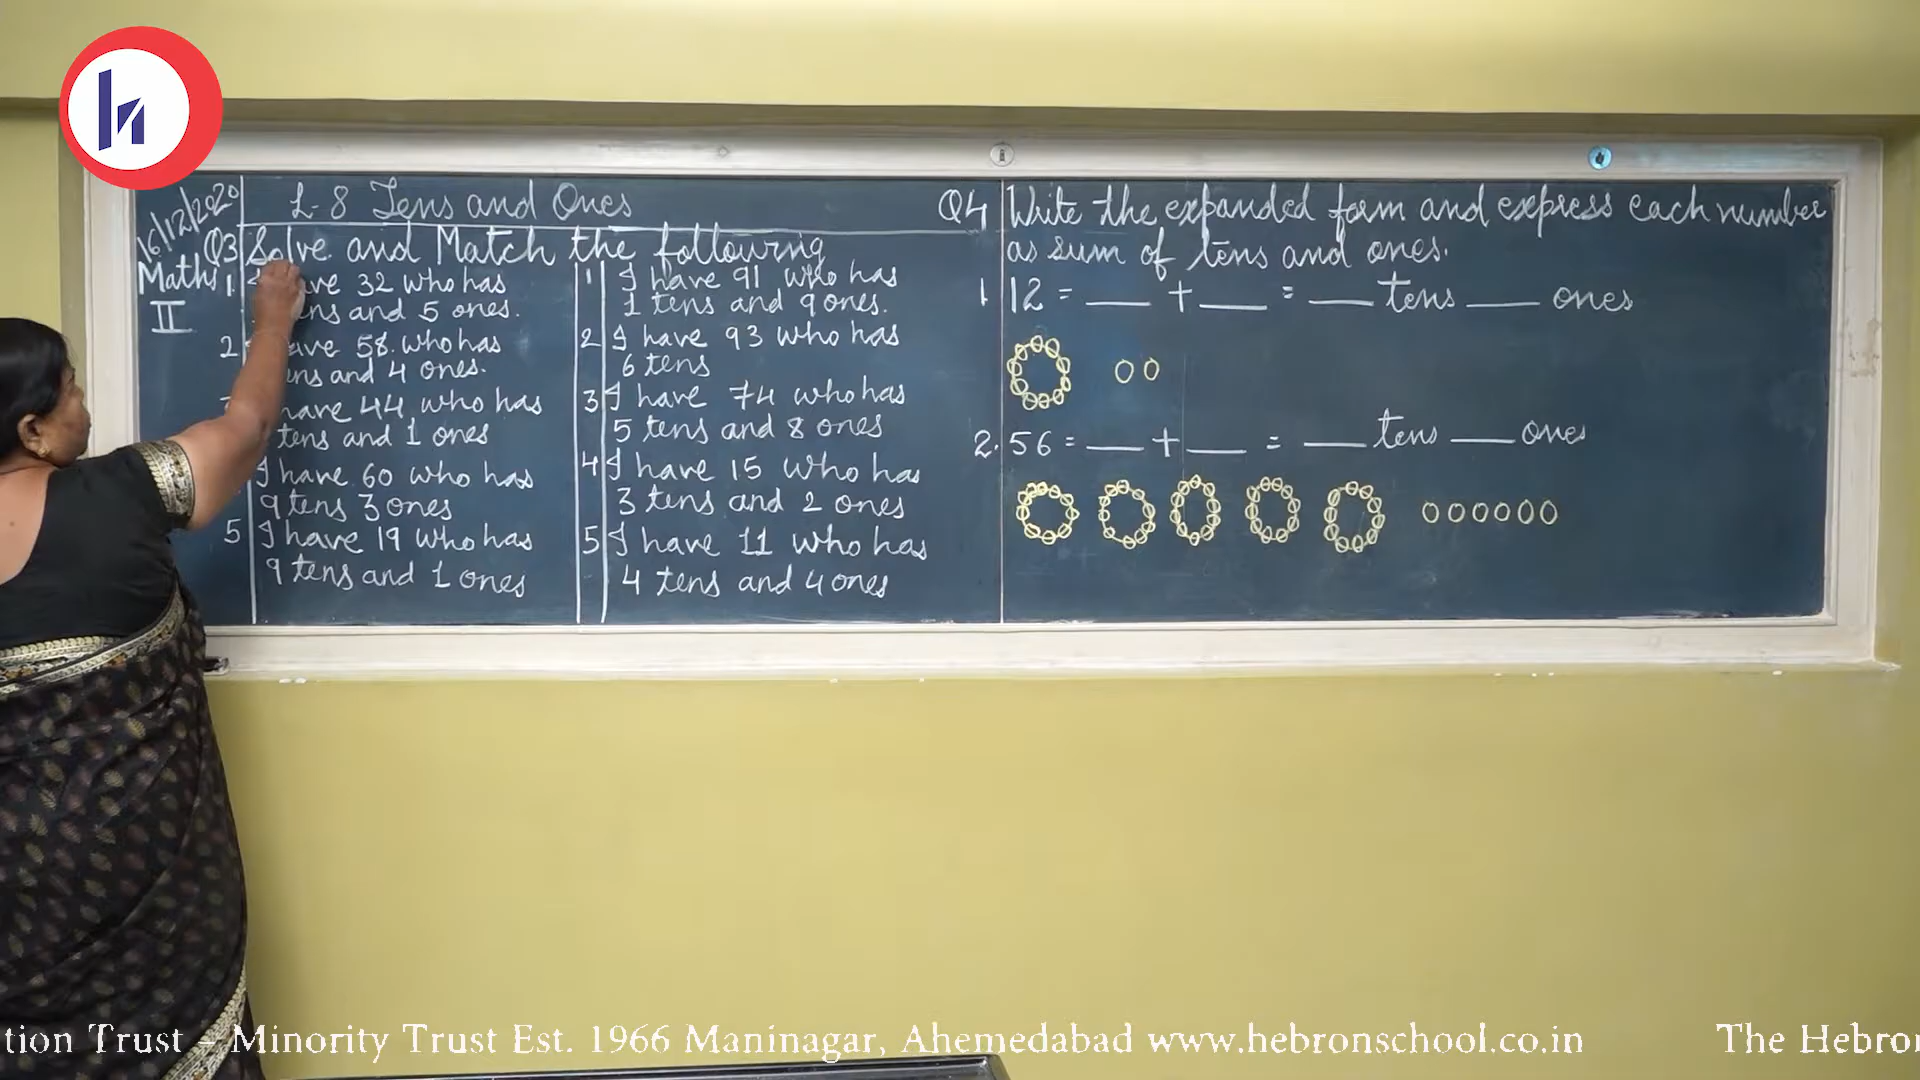 16/12/2020
Maths
II
L-8 Tens and Ones
Q3 Solve and Match the following
1 have 32 who has
tens and 5 ones.
2 have 58. who has
tens and 4 ones.
have 44 who has
tens and 1 ones
I have 60 who has
9 tens 3 ones
5 I have 19 who has
9 tens and 1 ones
1 I have 91 who has
1 tens and 9 ones.
2 I have 93 who has
6 tens
3 I have 74 who has
5 tens and 8 ones
4 I have 15 who has
3 tens and 2 ones
5 I have 11 who has
4 tens and 4 ones
Q4 Write the expanded form and express each number
as sum of tens and ones.
1 12 = ___ + ___ = ___ tens ___ ones
2. 56 = ___ + ___ = ___ tens ___ ones
tion Trust - Minority Trust Est. 1966 Maninagar, Ahemedabad www.hebronschool.co.in The Hebro